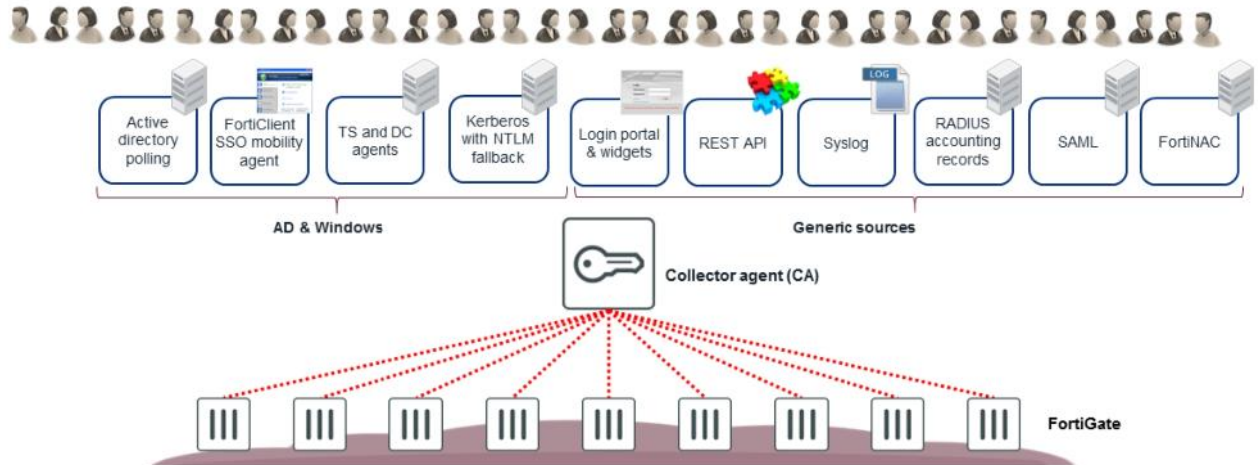 Active
directory
polling
FortiClient
SSO mobility
agent
TS and DC
agents
Kerberos
with NTLM
fallback
Login portal
& widgets
REST API
LOG
Syslog
RADIUS
accounting
records
SAML
FortiNAC
AD & Windows
Generic sources
Collector agent (CA)
FortiGate